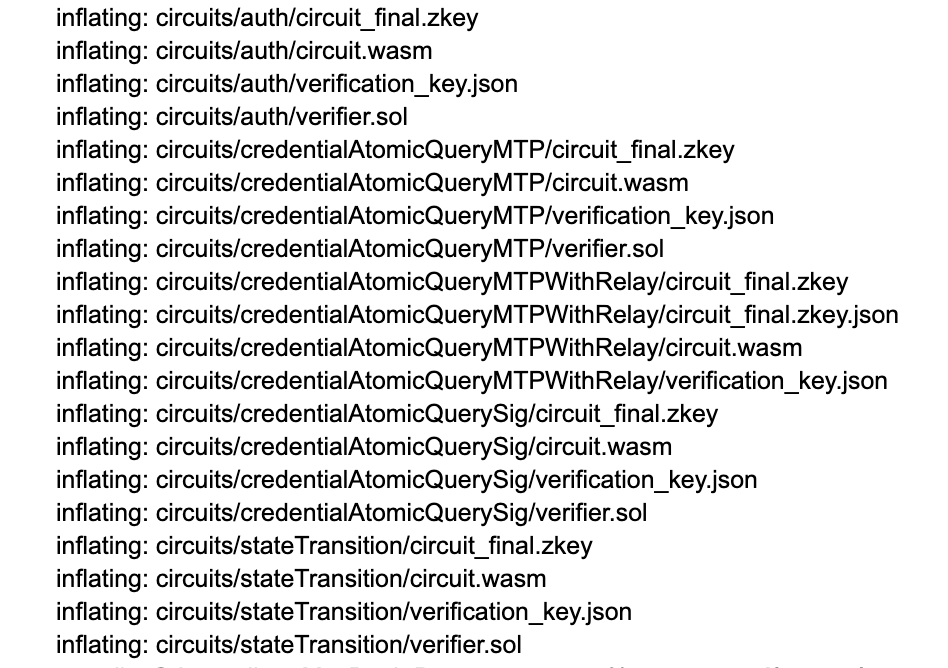 inflating: circuits/auth/circuit_final.zkey
inflating: circuits/auth/circuit.wasm
inflating: circuits/auth/verification_key.json
inflating: circuits/auth/verifier.sol
inflating: circuits/credentialAtomicQueryMTP/circuit_final.zkey
inflating: circuits/credentialAtomicQueryMTP/circuit.wasm
inflating: circuits/credentialAtomicQueryMTP/verification_key.json
inflating: circuits/credentialAtomicQueryMTP/verifier.sol
inflating: circuits/credentialAtomicQueryMTPWithRelay/circuit_final.zkey
inflating: circuits/credentialAtomicQueryMTPWithRelay/circuit_final.zkey.json
inflating: circuits/credentialAtomicQueryMTPWithRelay/circuit.wasm
inflating: circuits/credentialAtomicQueryMTPWithRelay/verification_key.json
inflating: circuits/credentialAtomicQuerySig/circuit_final.zkey
inflating: circuits/credentialAtomicQuerySig/circuit.wasm
inflating: circuits/credentialAtomicQuerySig/verification_key.json
inflating: circuits/credentialAtomicQuerySig/verifier.sol
inflating: circuits/stateTransition/circuit_final.zkey
inflating: circuits/stateTransition/circuit.wasm
inflating: circuits/stateTransition/verification_key.json
inflating: circuits/stateTransition/verifier.sol